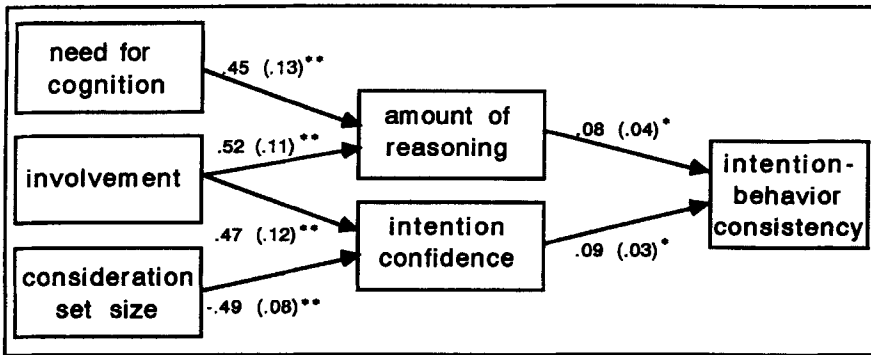 need for
cognition
.45 (.13)**
involvement
.52 (.11)**
.47 (.12)**
consideration
set size
-.49 (.08)**
amount of
reasoning
.08 (.04)*
intention
confidence
.09 (.03)*
intention-
behavior
consistency